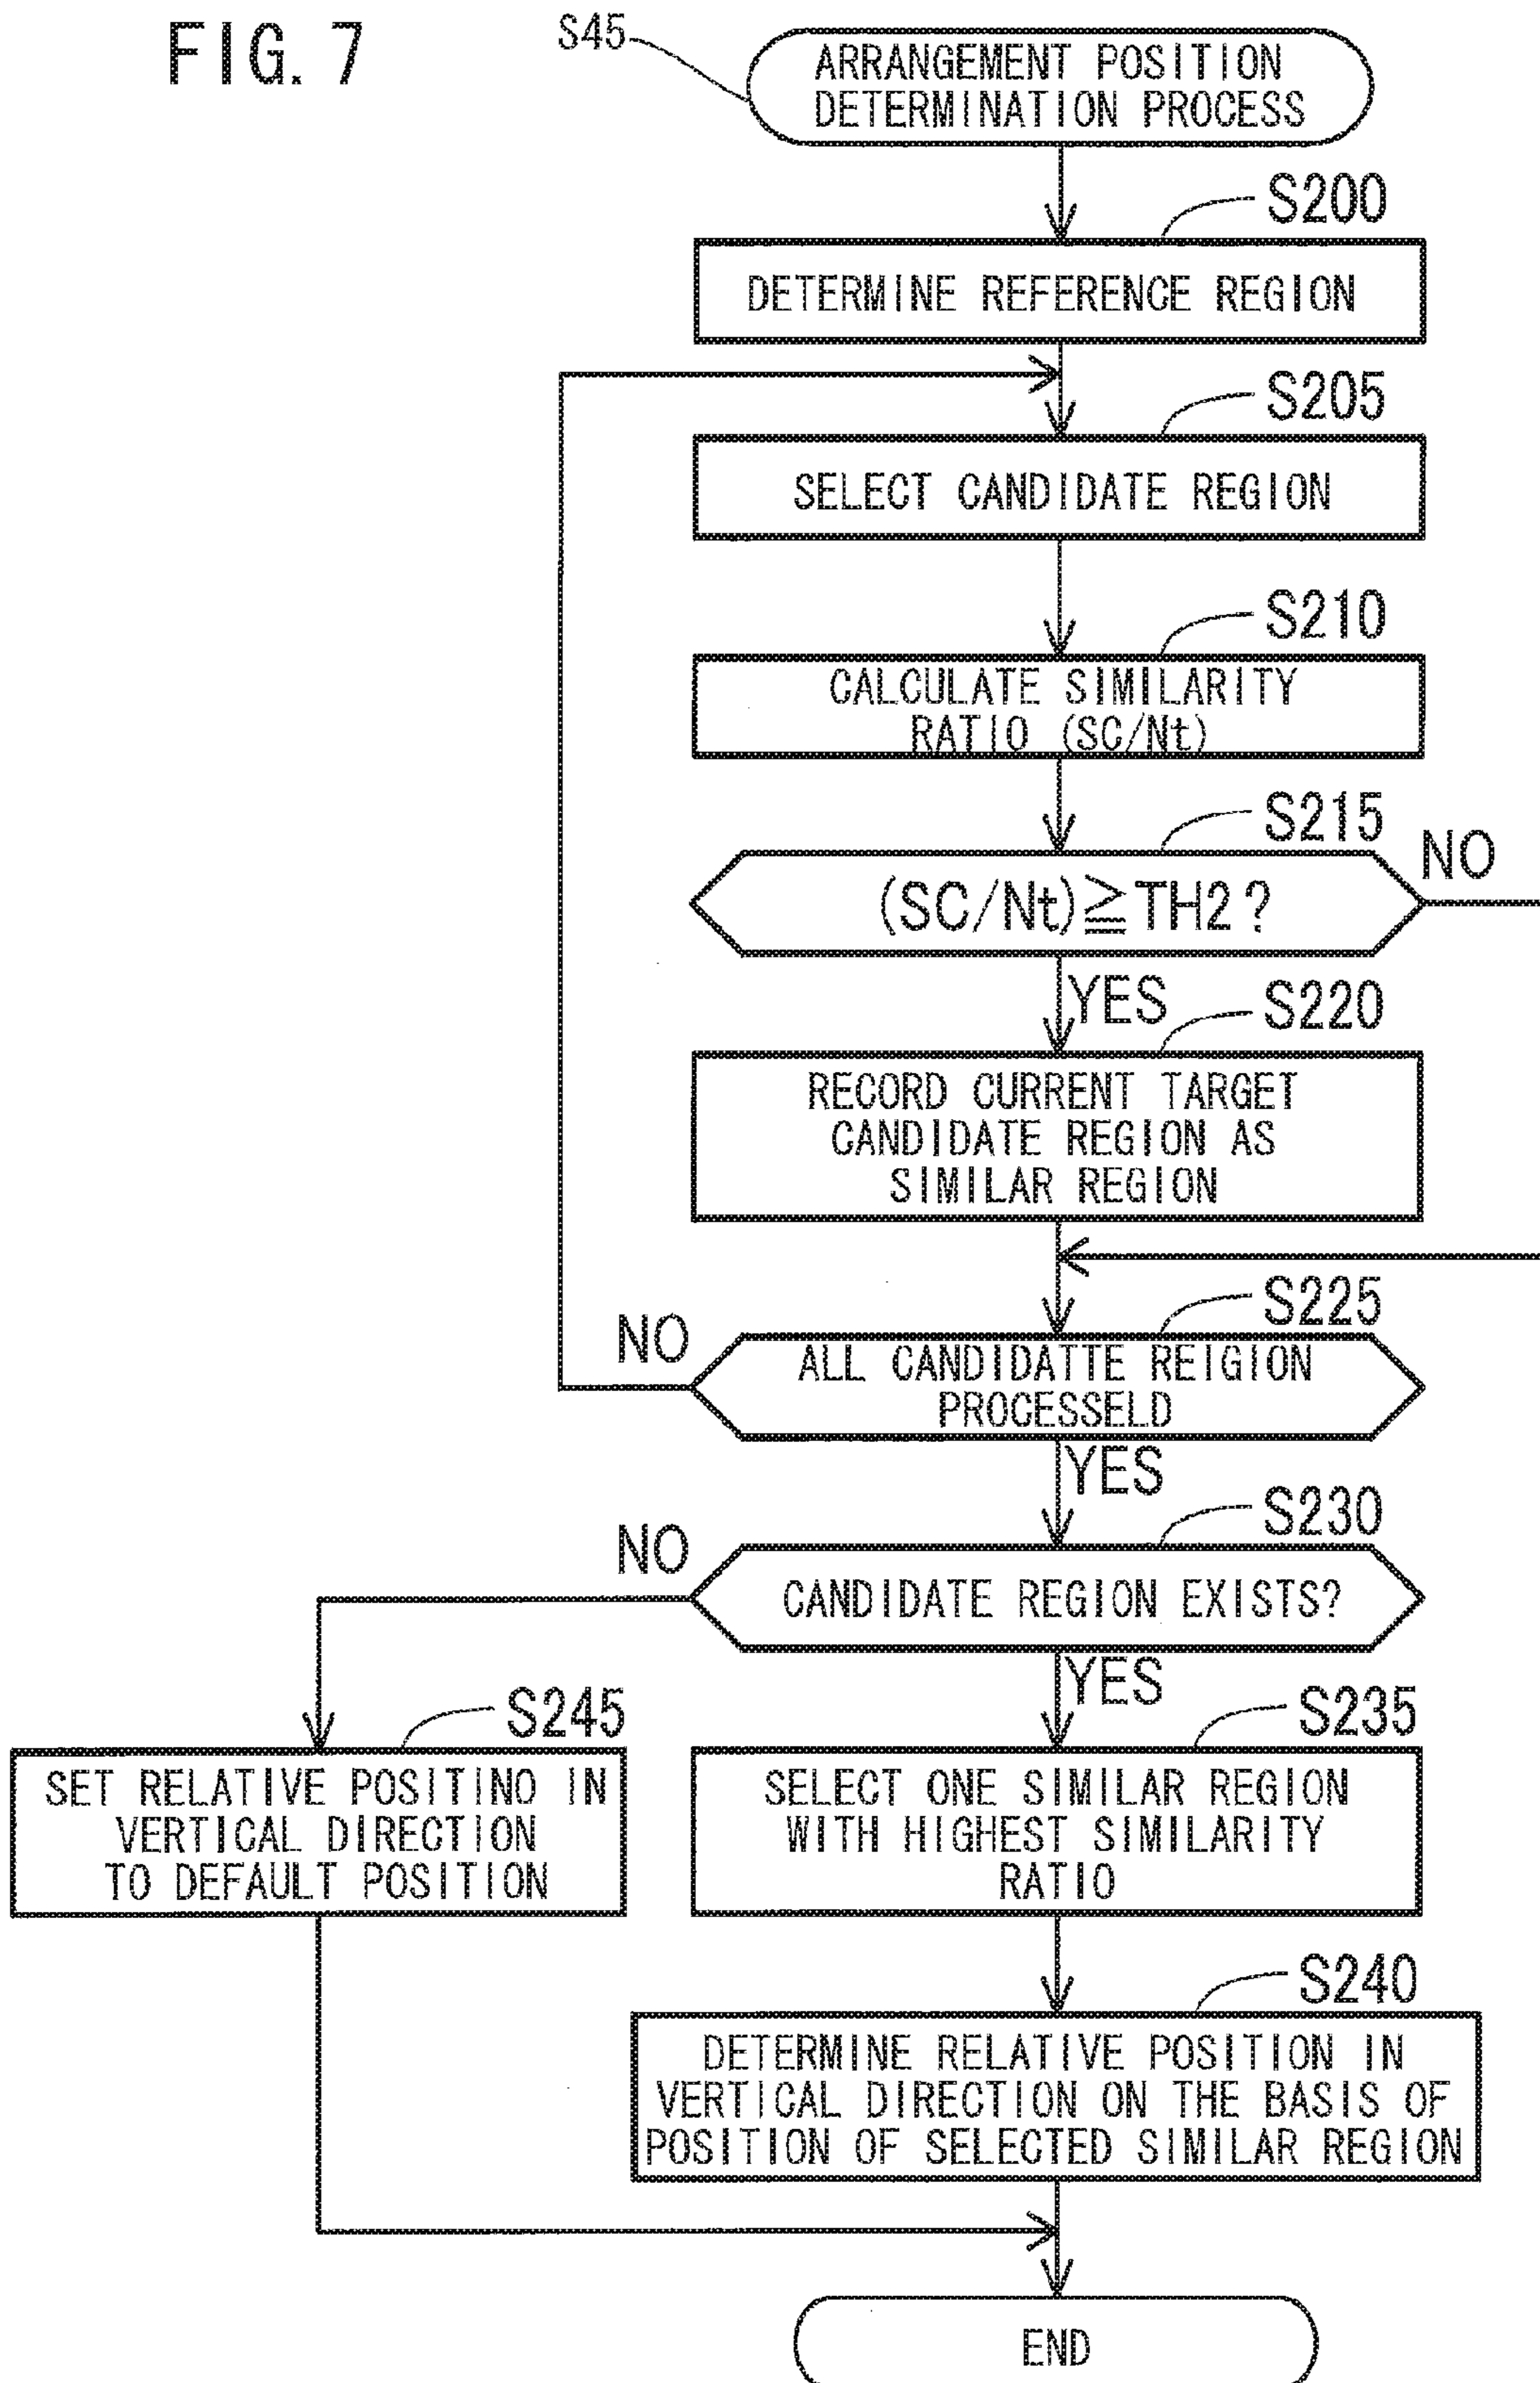 FIG. 7
S45
ARRANGEMENT POSITION
DETERMINATION PROCESS
S200
DETERMINE REFERENCE REGION
S205
SELECT CANDIDATE REGION
S210
CALCULATE SIMILARITY
RATIO (SC/Nt)
S215
(SC/Nt)≧TH2?
NO
YES
S220
RECORD CURRENT TARGET
CANDIDATE REGION AS
SIMILAR REGION
S225
NO
ALL CANDIDATTE REIGION
PROCESSELD
YES
S230
NO
CANDIDATE REGION EXISTS?
YES
S245
SET RELATIVE POSITINO IN
VERTICAL DIRECTION
TO DEFAULT POSITION
S235
SELECT ONE SIMILAR REGION
WITH HIGHEST SIMILARITY
RATIO
S240
DETERMINE RELATIVE POSITION IN
VERTICAL DIRECTION ON THE BASIS OF
POSITION OF SELECTED SIMILAR REGION
END